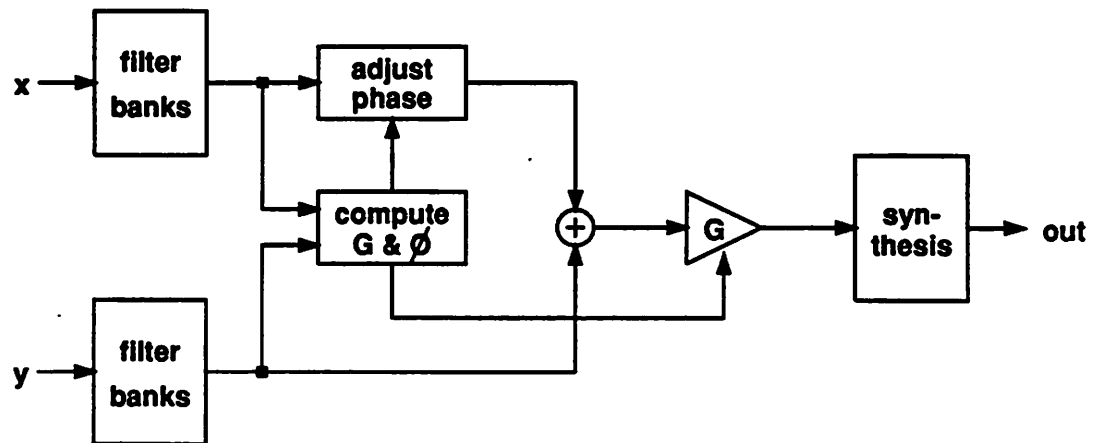 x
filter
banks
adjust
phase
compute
G & Ø
+
G
syn-
thesis
out
y
filter
banks